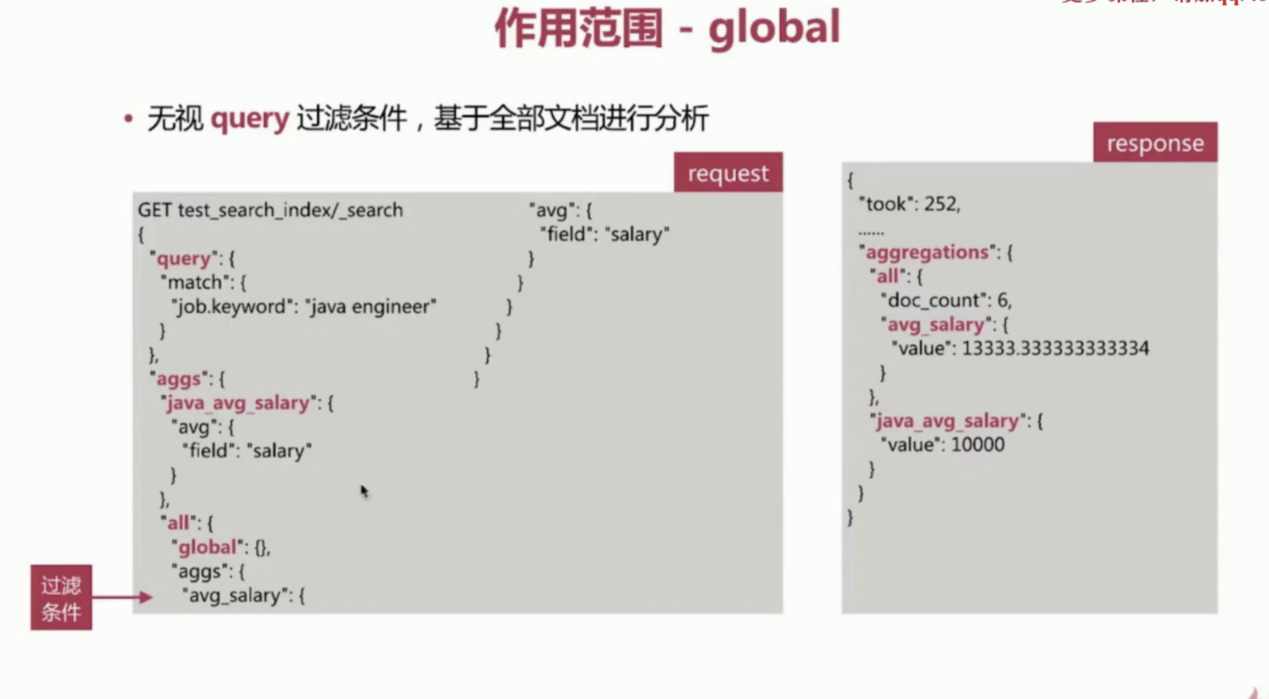 作用范围 - global
• 无视 query 过滤条件，基于全部文档进行分析
request
GET test_search_index/_search
{
"query": {
"match": {
"job.keyword": "java engineer"
}
},
"aggs": {
"java_avg_salary": {
"avg": {
"field": "salary"
}
},
"all": {
"global": {},
"aggs": {
"avg_salary": {
"avg": {
"field": "salary"
}
}
}
}
}
}
过滤
条件
response
{
"took": 252,
......
"aggregations": {
"all": {
"doc_count": 6,
"avg_salary": {
"value": 13333.333333333334
}
},
"java_avg_salary": {
"value": 10000
}
}
}